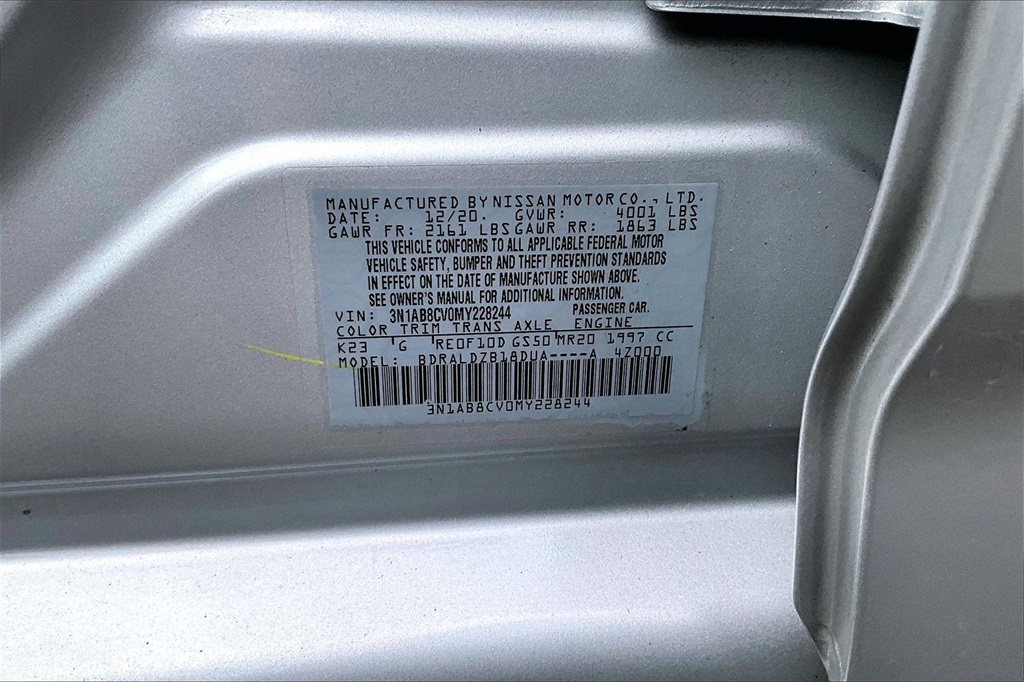 MANUFACTURED BY NISSAN MOTOR CO., LTD.
DATE: 12/20. GVWR: 4001 LBS
GAWR FR: 2161 LBS GAWR RR: 1863 LBS
THIS VEHICLE CONFORMS TO ALL APPLICABLE FEDERAL MOTOR
VEHICLE SAFETY, BUMPER AND THEFT PREVENTION STANDARDS
IN EFFECT ON THE DATE OF MANUFACTURE SHOWN ABOVE.
SEE OWNER'S MANUAL FOR ADDITIONAL INFORMATION.
VIN: 3N1AB8CV0MY228244 PASSENGER CAR.
COLOR TRIM TRANS AXLE ENGINE
K23 G RE0F10D GS50 MR20 1997 CC
MODEL: BDRALDZB18DUA----A 4Z000
3N1AB8CV0MY228244